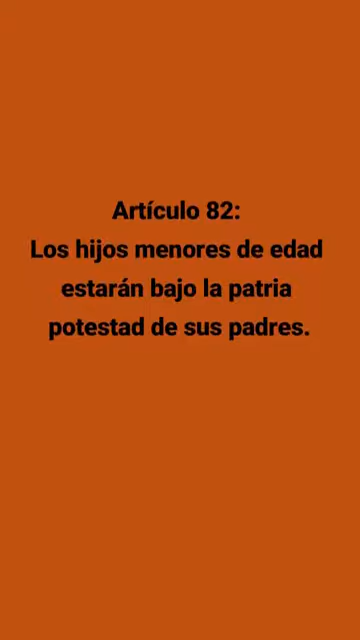 Artículo 82:
Los hijos menores de edad
estarán bajo la patria
potestad de sus padres.